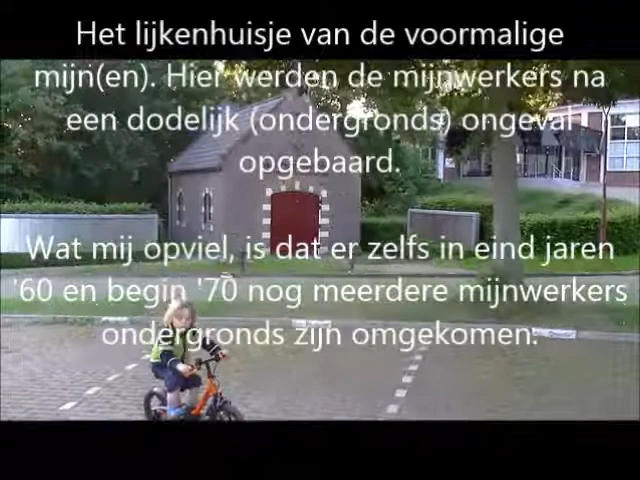 Het lijkenhuisje van de voormalige
mijn(en). Hier werden de mijnwerkers na
een dodelijk (ondergronds) ongeval
opgebaard.
Wat mij opviel, is dat er zelfs in eind jaren
'60 en begin '70 nog meerdere mijnwerkers
ondergronds zijn omgekomen.